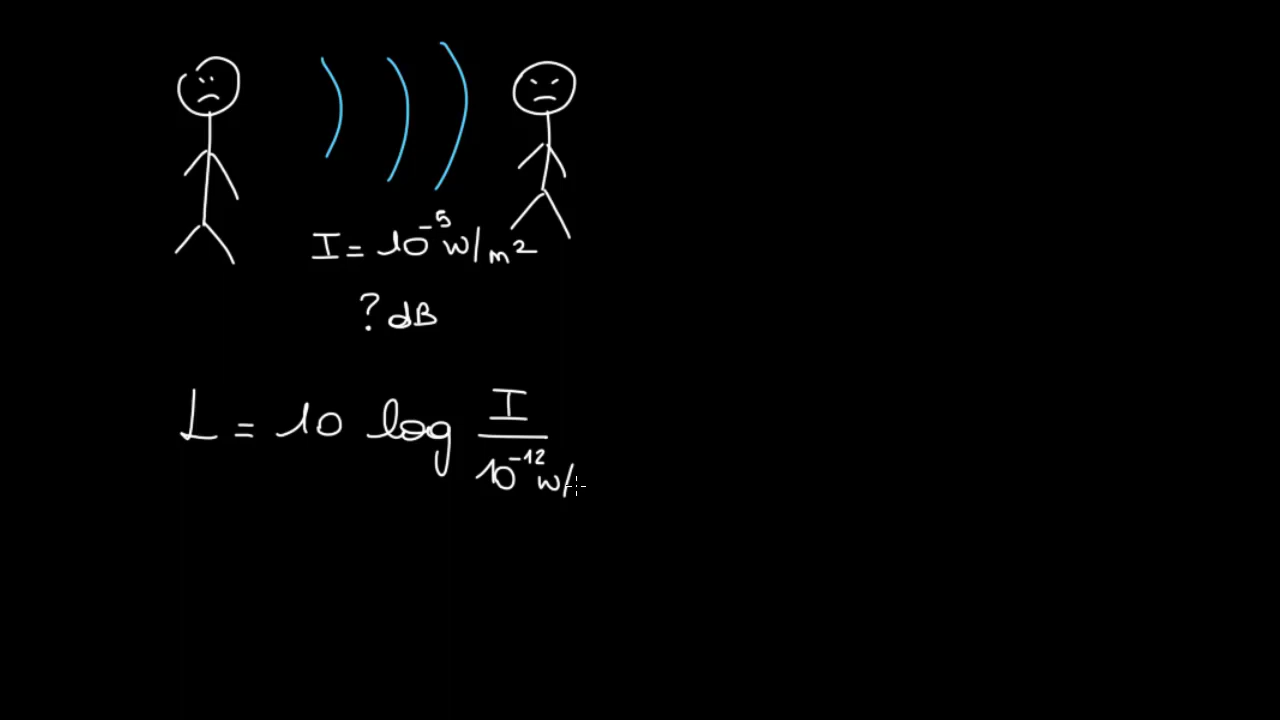 I = 10⁻⁵ W/m²
? dB
L = 10 log I / 10⁻¹² W/